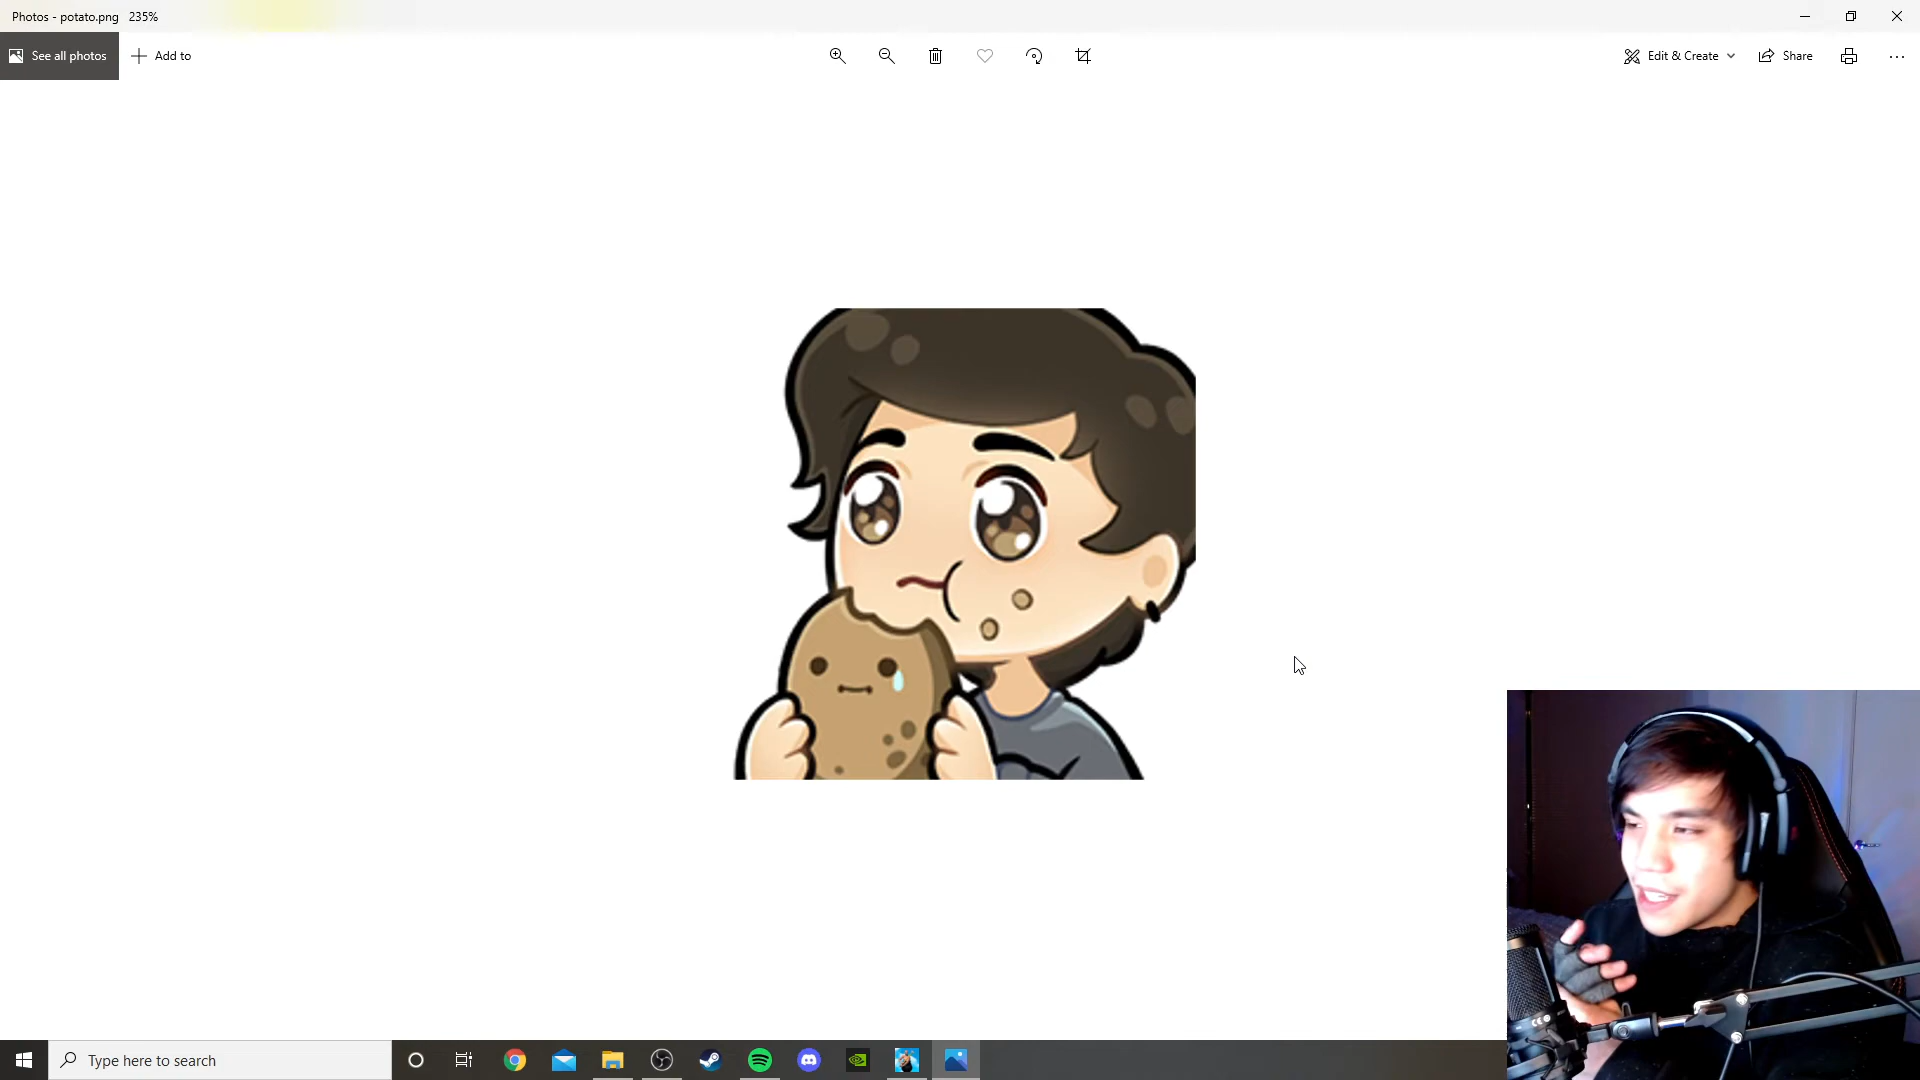 Photos - potato.png 235%
See all photos
Add to
Edit & Create
Share
Type here to search